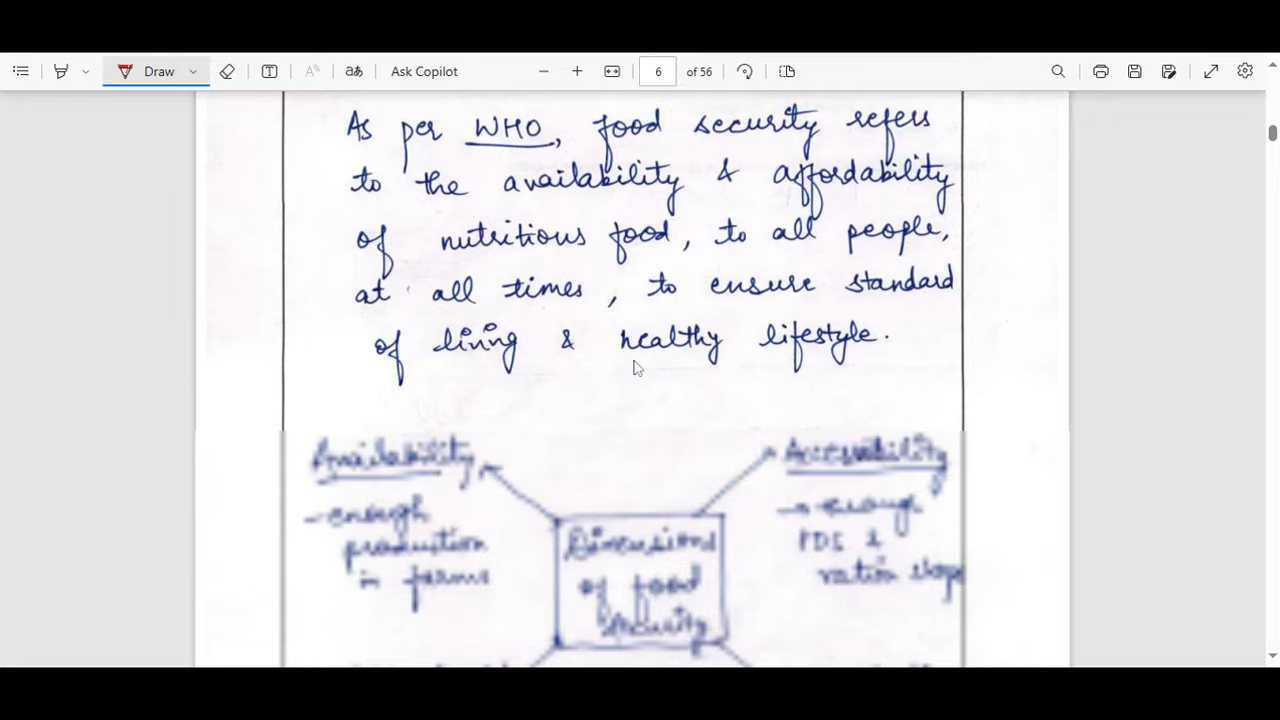 Draw
Ask Copilot
6 of 56
As per WHO, food security refers
to the availability & affordability
of nutritious food, to all people,
at all times, to ensure standard
of living & healthy lifestyle.
Availability
- enough
production
in farms
Accessibility
→ enough
PDS &
ration shops
Dimensions
of food
security